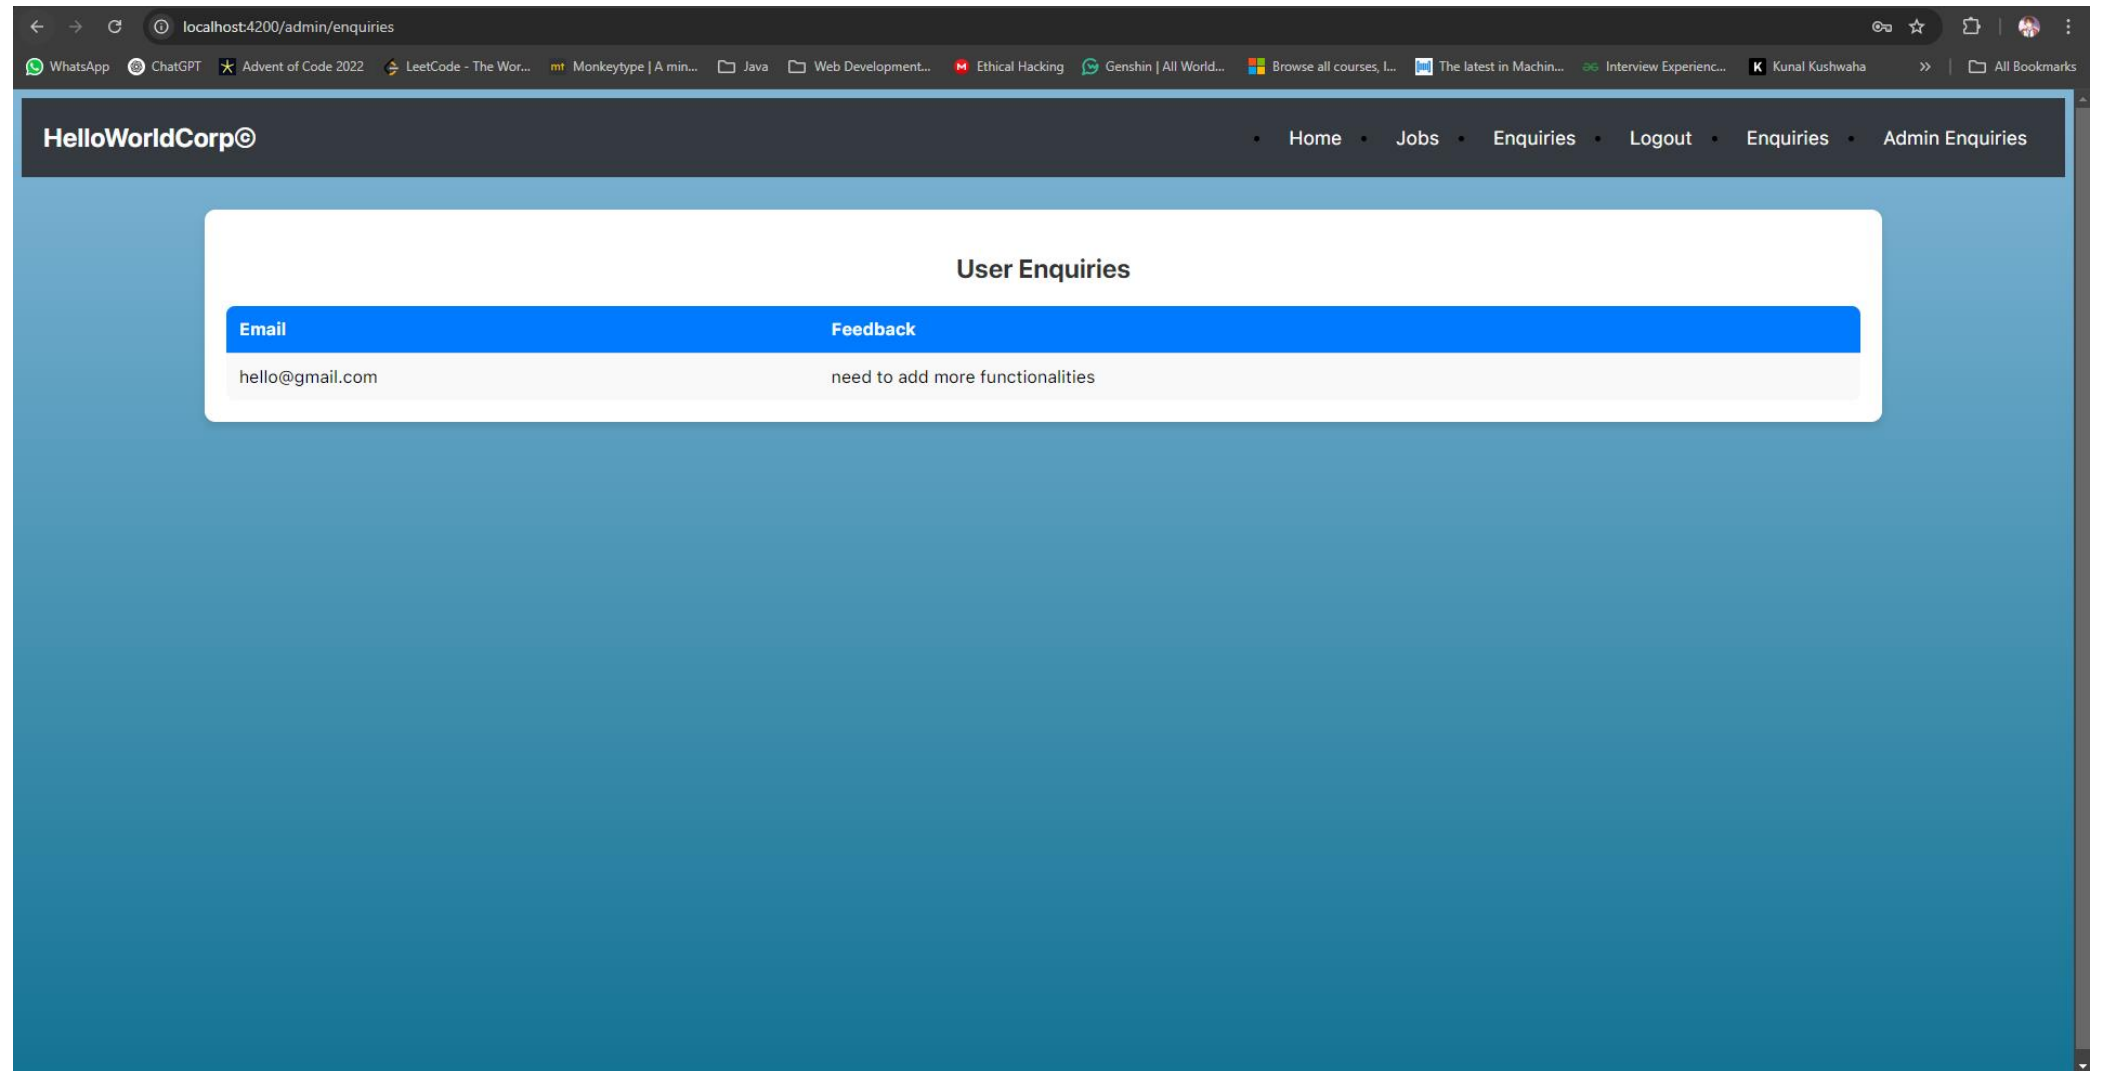 localhost:4200/admin/enquiries
WhatsApp ChatGPT Advent of Code 2022 LeetCode - The Wor... mt Monkeytype | A min... Java Web Development... M Ethical Hacking Genshin | All World... Browse all courses, I... The latest in Machin... Interview Experienc... K Kunal Kushwaha » All Bookmarks
HelloWorldCorp© • Home • Jobs • Enquiries • Logout • Enquiries • Admin Enquiries
User Enquiries
Email Feedback
hello@gmail.com need to add more functionalities